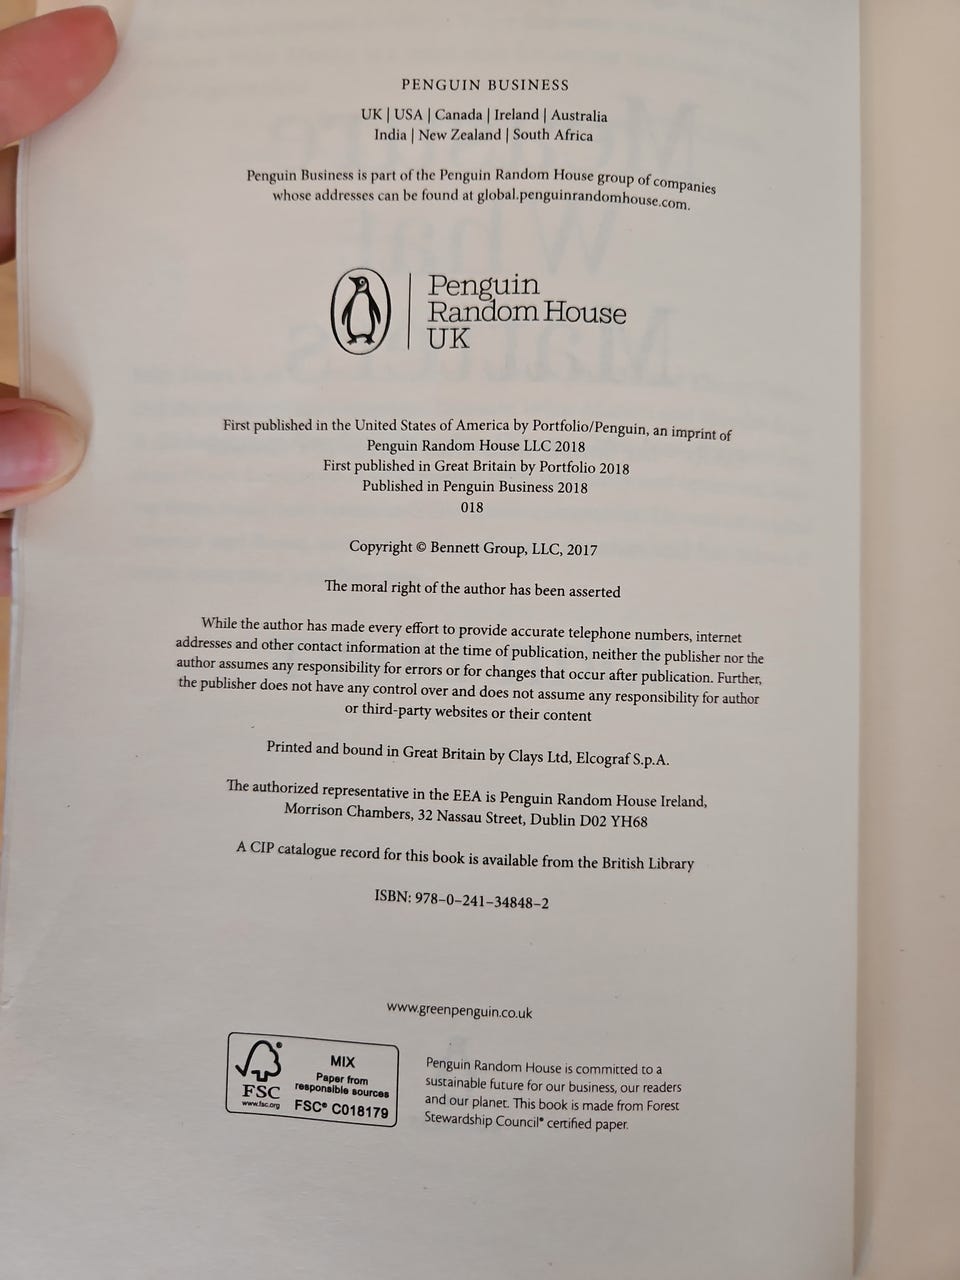 PENGUIN BUSINESS
UK | USA | Canada | Ireland | Australia
India | New Zealand | South Africa
Penguin Business is part of the Penguin Random House group of companies
whose addresses can be found at global.penguinrandomhouse.com.
Penguin
Random House
UK
First published in the United States of America by Portfolio/Penguin, an imprint of
Penguin Random House LLC 2018
First published in Great Britain by Portfolio 2018
Published in Penguin Business 2018
018
Copyright © Bennett Group, LLC, 2017
The moral right of the author has been asserted
While the author has made every effort to provide accurate telephone numbers, internet
addresses and other contact information at the time of publication, neither the publisher nor the
author assumes any responsibility for errors or for changes that occur after publication. Further,
the publisher does not have any control over and does not assume any responsibility for author
or third-party websites or their content
Printed and bound in Great Britain by Clays Ltd, Elcograf S.p.A.
The authorized representative in the EEA is Penguin Random House Ireland,
Morrison Chambers, 32 Nassau Street, Dublin D02 YH68
A CIP catalogue record for this book is available from the British Library
ISBN: 978–0–241–34848–2
www.greenpenguin.co.uk
FSC
www.fsc.org
MIX
Paper from
responsible sources
FSC® C018179
Penguin Random House is committed to a
sustainable future for our business, our readers
and our planet. This book is made from Forest
Stewardship Council® certified paper.